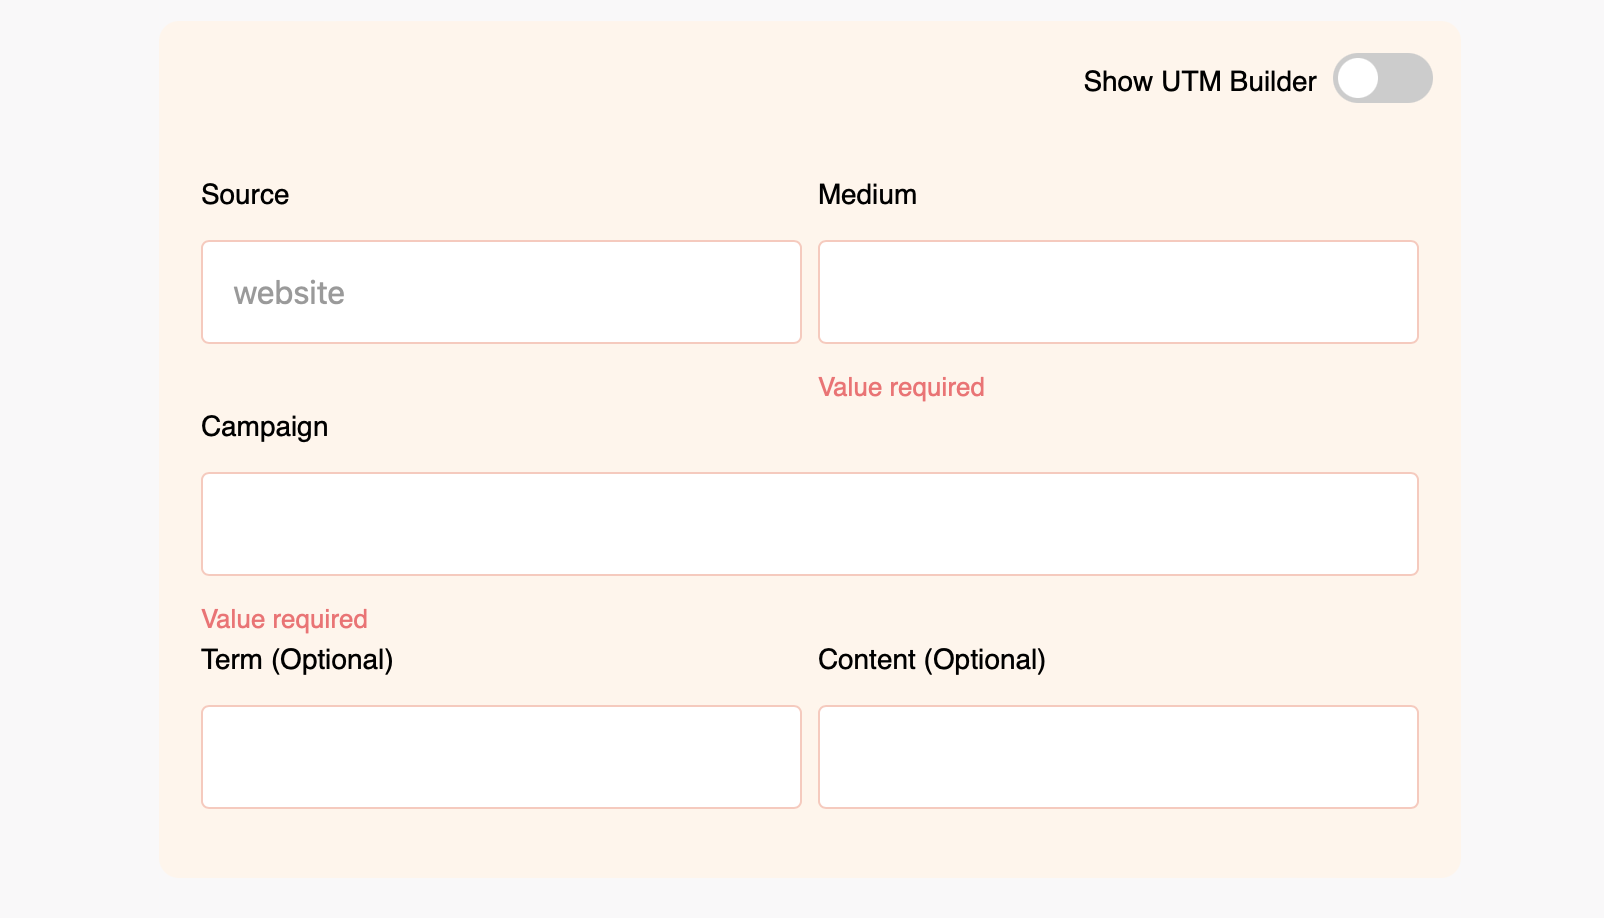 Show UTM Builder
Source
Medium
website
Value required
Campaign
Value required
Term (Optional)
Content (Optional)